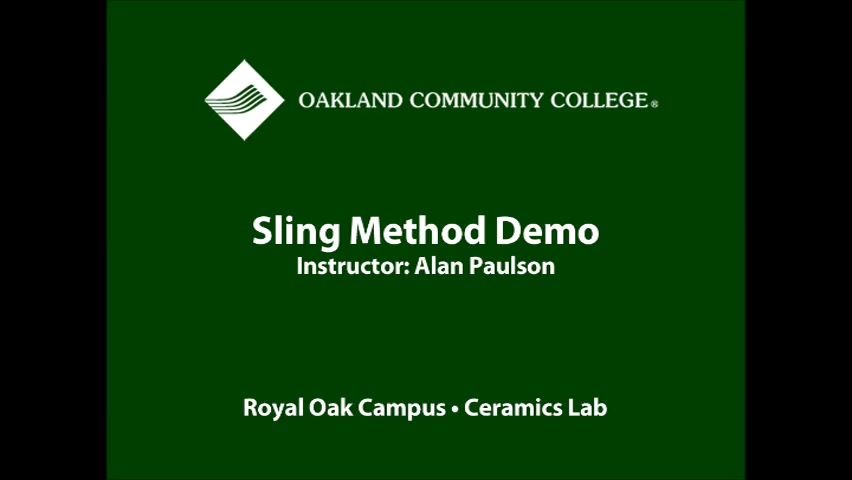 OAKLAND COMMUNITY COLLEGE®
Sling Method Demo
Instructor: Alan Paulson
Royal Oak Campus • Ceramics Lab